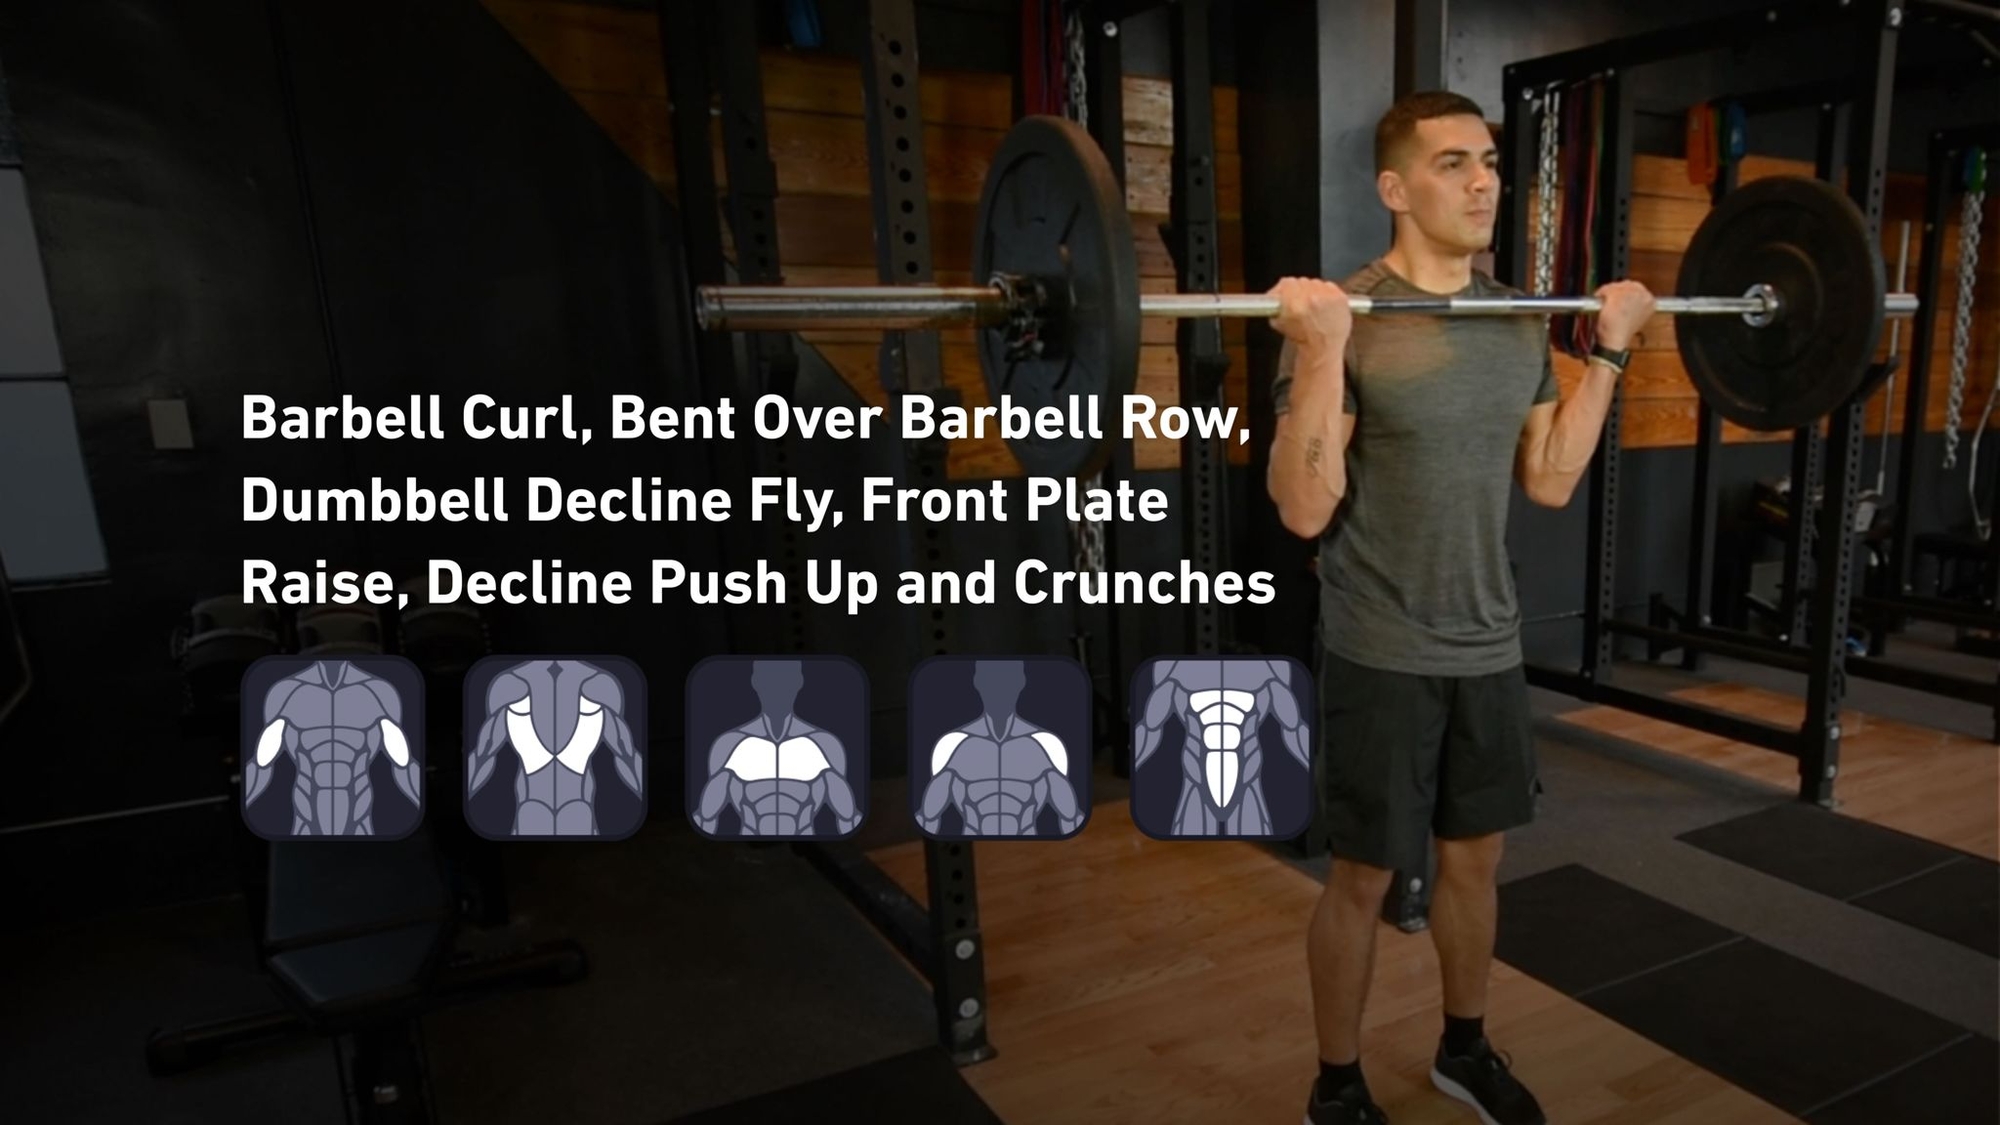 Barbell Curl, Bent Over Barbell Row,
Dumbbell Decline Fly, Front Plate
Raise, Decline Push Up and Crunches